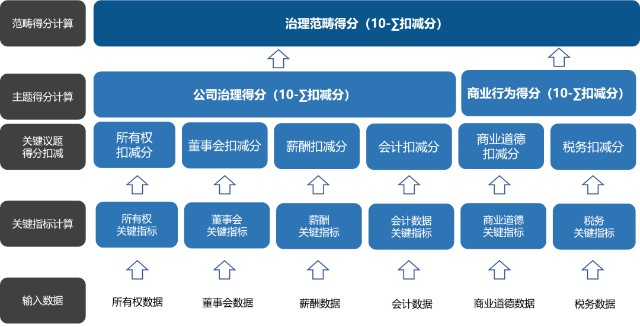 范畴得分计算
治理范畴得分（10-∑扣减分）
主题得分计算
公司治理得分（10-∑扣减分）
商业行为得分（10-∑扣减分）
关键议题
得分扣减
所有权
扣减分
董事会扣减分
薪酬扣减分
会计扣减分
商业道德
扣减分
税务扣减分
关键指标计算
所有权
关键指标
董事会
关键指标
薪酬
关键指标
会计数据
关键指标
商业道德
关键指标
税务
关键指标
输入数据
所有权数据
董事会数据
薪酬数据
会计数据
商业道德数据
税务数据